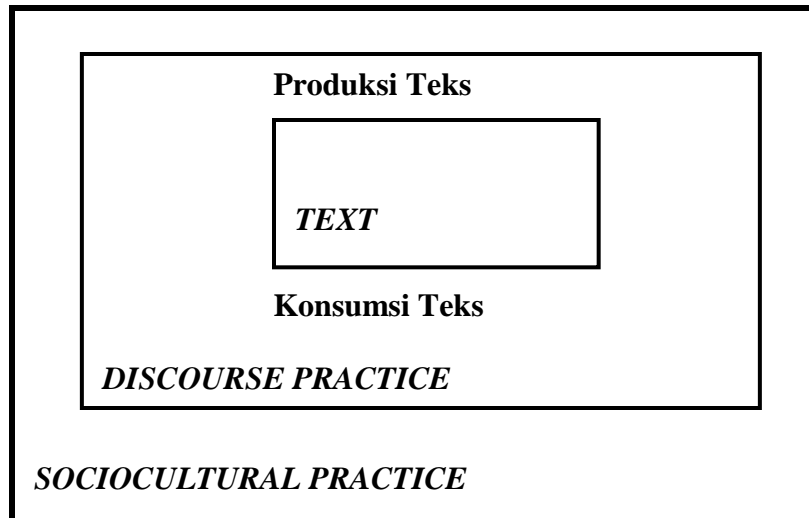 Produksi Teks
TEXT
Konsumsi Teks
DISCOURSE PRACTICE
SOCIOCULTURAL PRACTICE